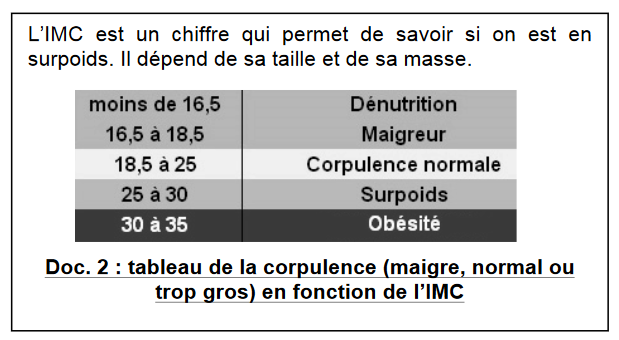 L'IMC est un chiffre qui permet de savoir si on est en
surpoids. Il dépend de sa taille et de sa masse.
moins de 16,5 Dénutrition
16,5 à 18,5 Maigreur
18,5 à 25 Corpulence normale
25 à 30 Surpoids
30 à 35 Obésité
Doc. 2 : tableau de la corpulence (maigre, normal ou
trop gros) en fonction de l'IMC